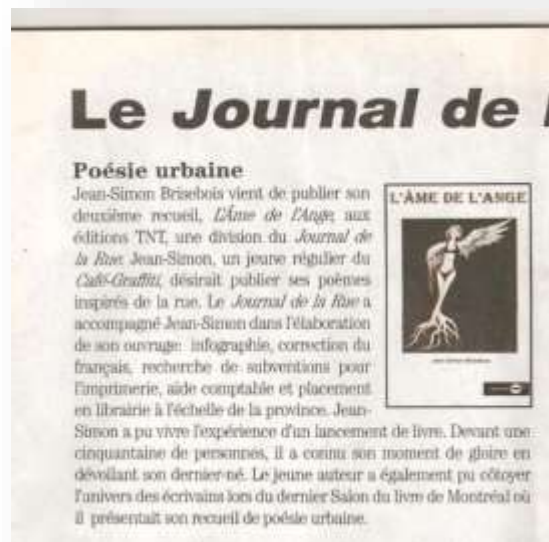 Le Journal de
Poésie urbaine
Jean-Simon Brisebois vient de publier son
deuxième recueil, L'Âme de l'Ange, aux
éditions TNT, une division du Journal de
la Rue. Jean-Simon, un jeune régulier du
Café-Graffiti, désirait publier ses poèmes
inspirés de la rue. Le Journal de la Rue a
accompagné Jean-Simon dans l'élaboration
de son ouvrage: infographie, correction du
français, recherche de subventions pour
l'imprimerie, aide comptable et placement
en librairie à l'échelle de la province. Jean-
Simon a pu vivre l'expérience d'un lancement de livre. Devant une
cinquantaine de personnes, il a connu son moment de gloire en
dévoilant son dernier-né. Le jeune auteur a également pu côtoyer
l'univers des écrivains lors du dernier Salon du livre de Montréal où
il présentait son recueil de poésie urbaine.
L'ÂME DE L'ANGE